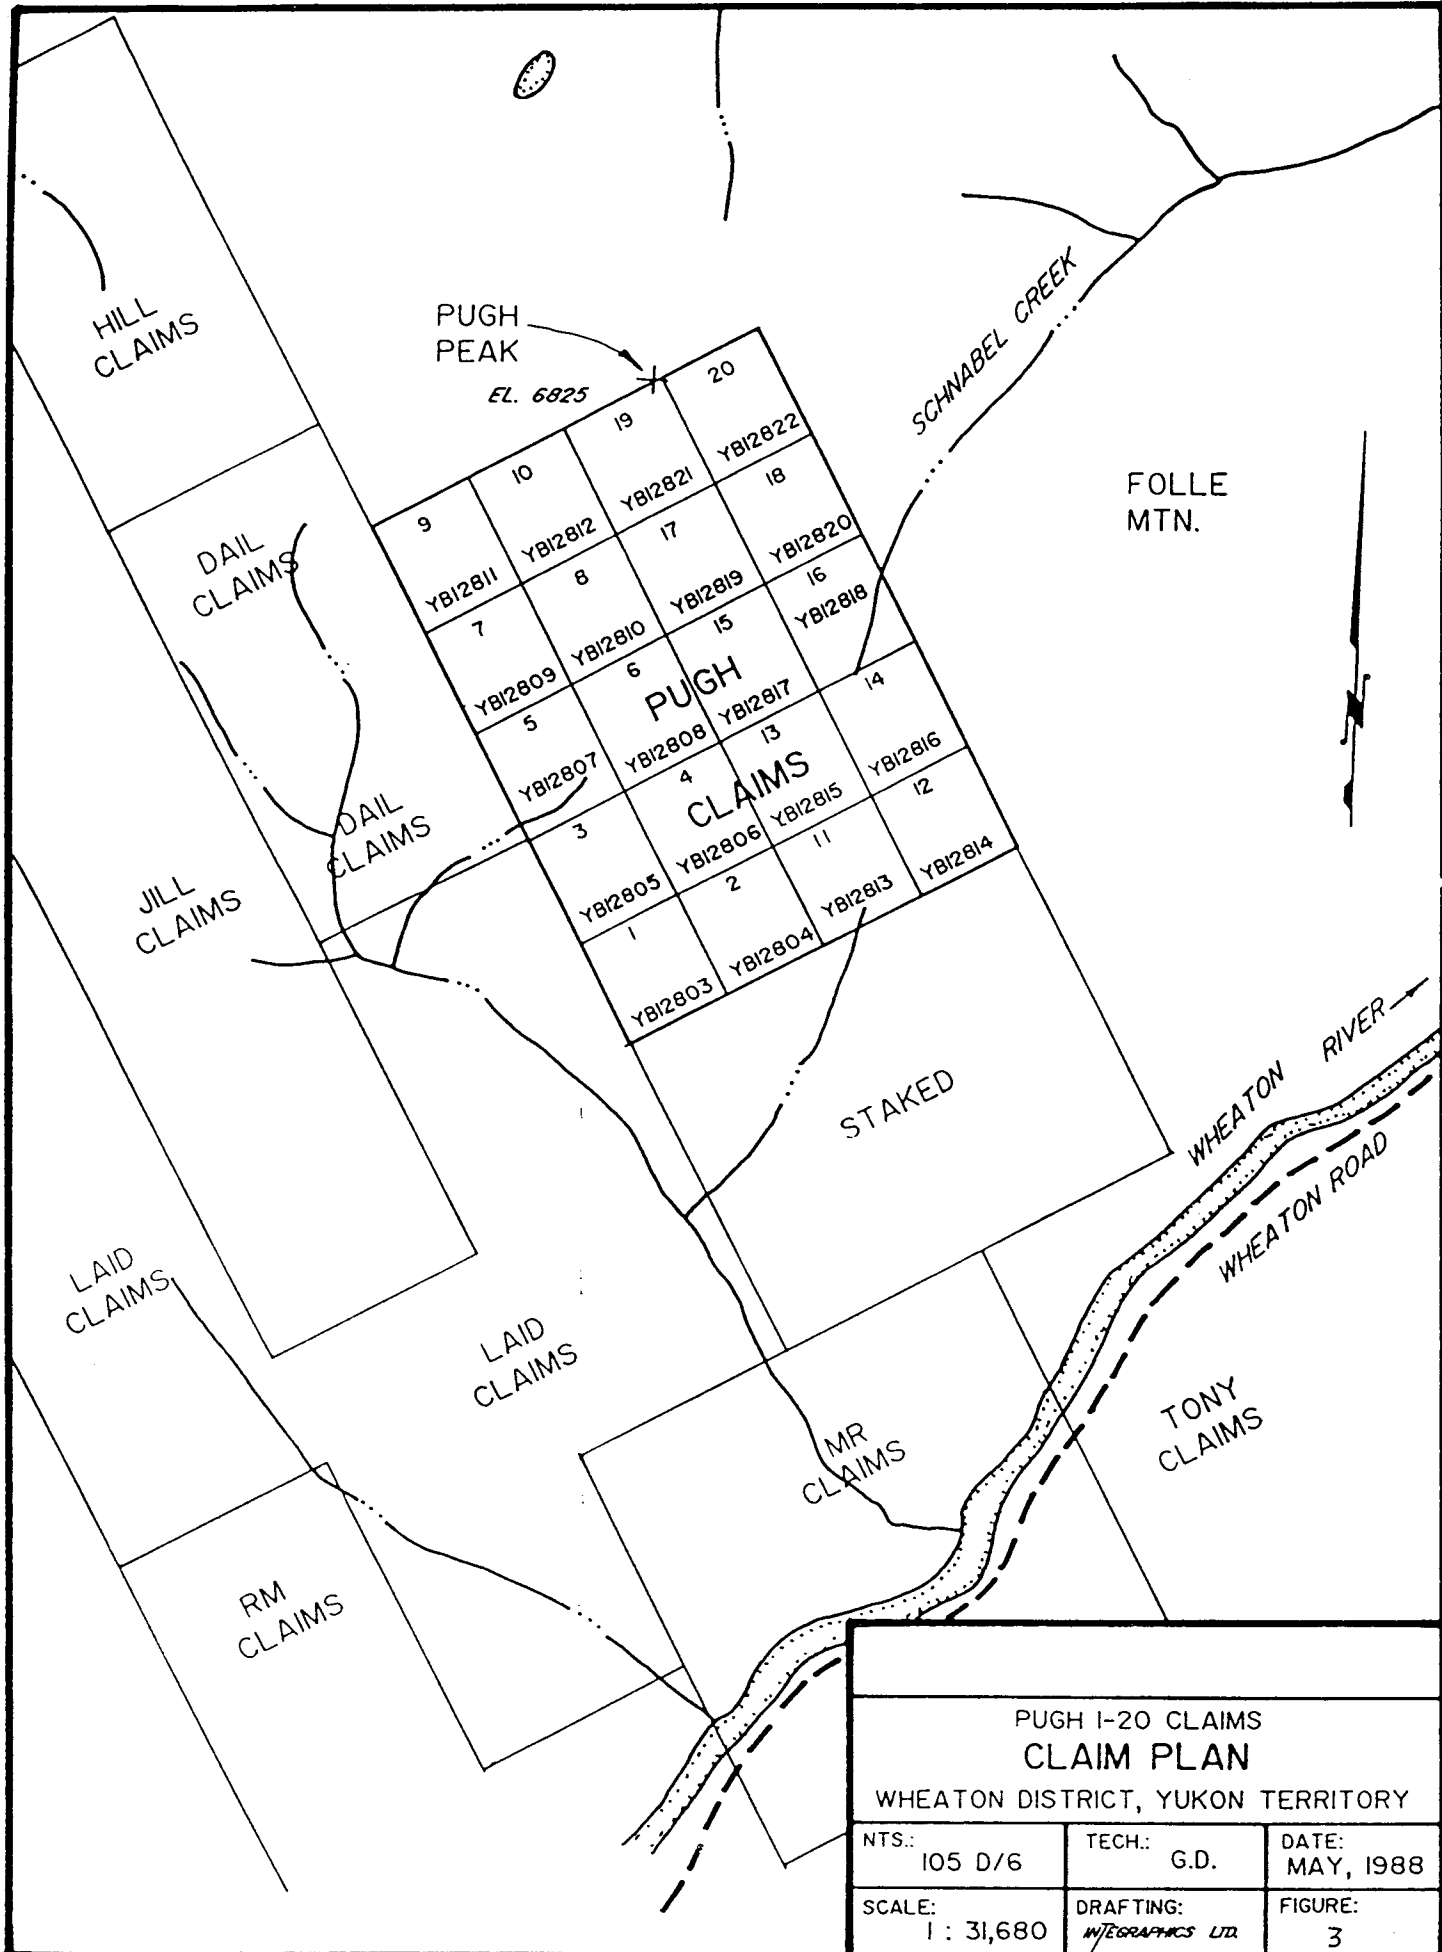 HILL
CLAIMS
PUGH
PEAK
EL. 6825
SCHNABEL CREEK
FOLLE
MTN.
DAIL
CLAIMS
20
YB12822
19
YB12821
10
YB12812
9
YB12811
18
YB12820
17
YB12819
8
YB12810
7
YB12809
16
YB12818
15
YB12817
6
YB12808
5
YB12807
PUGH
CLAIMS
14
YB12816
13
YB12815
4
YB12806
3
YB12805
12
YB12814
11
YB12813
2
YB12804
1
YB12803
DAIL
CLAIMS
JILL
CLAIMS
STAKED
WHEATON RIVER
WHEATON ROAD
LAID
CLAIMS
LAID
CLAIMS
MR
CLAIMS
TONY
CLAIMS
RM
CLAIMS
PUGH 1-20 CLAIMS
CLAIM PLAN
WHEATON DISTRICT, YUKON TERRITORY
NTS.: 105 D/6
TECH.: G.D.
DATE: MAY, 1988
SCALE: 1 : 31,680
DRAFTING: INTEGRAPHICS LTD.
FIGURE: 3